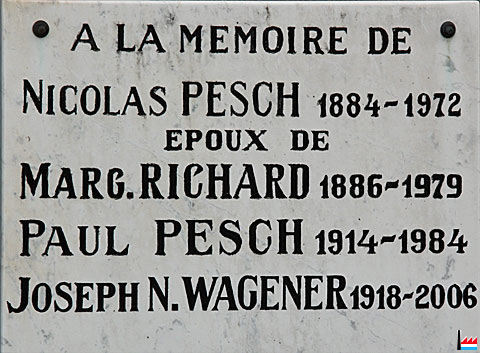 A LA MEMOIRE DE
NICOLAS PESCH 1884-1972
EPOUX DE
MARG. RICHARD 1886-1979
PAUL PESCH 1914-1984
JOSEPH N. WAGENER 1918-2006